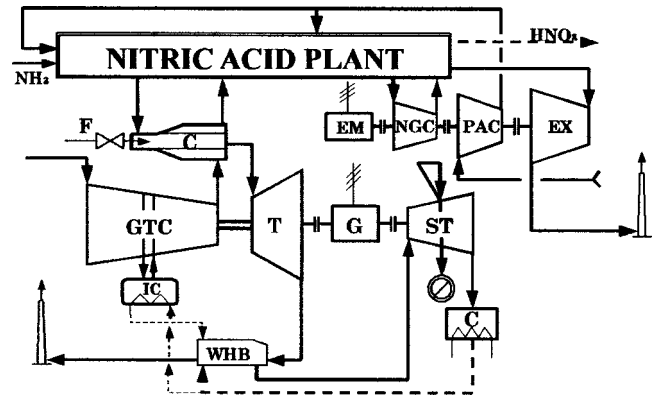 HNO₃
NITRIC ACID PLANT
NH₃
F
C
EM
NGC
PAC
EX
GTC
T
G
ST
IC
C
WHB